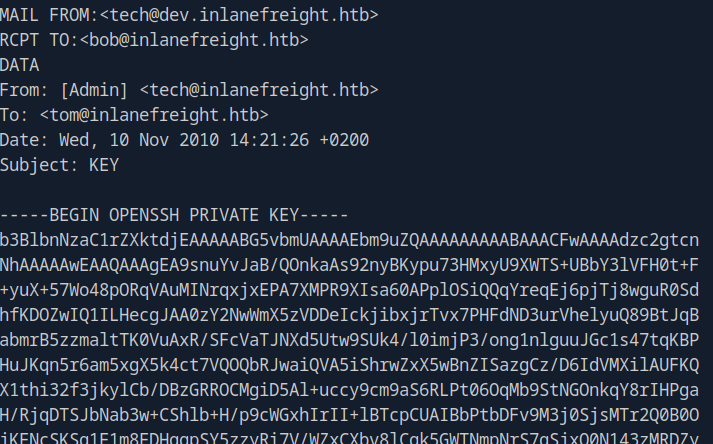 MAIL FROM:<tech@dev.inlanefreight.htb>
RCPT TO:<bob@inlanefreight.htb>
DATA
From: [Admin] <tech@inlanefreight.htb>
To: <tom@inlanefreight.htb>
Date: Wed, 10 Nov 2010 14:21:26 +0200
Subject: KEY

-----BEGIN OPENSSH PRIVATE KEY-----
b3BlbnNzaC1rZXktdjEAAAAABG5vbmUAAAAEbm9uZQAAAAAAAAABAAACFwAAAAdzc2gtcn
NhAAAAAwEAAQAAAgEA9snuYvJaB/QOnkaAs92nyBKypu73HMxyU9XWTS+UBbY3lVFH0t+F
+yuX+57Wo48pORqVAuMINrqxjxEPA7XMPR9XIsa60APplOSiQQqYreqEj6pjTj8wguR0Sd
hfKDOZwIQ1ILHecgJAA0zY2NwWmX5zVDDeIckjibxjrTvx7PHFdND3urVhelyuQ89BtJqB
abmrB5zzmaltTK0VuAxR/SFcVaTJNXd5Utw9SUk4/l0imjP3/ong1nlguuJGc1s47tqKBP
HuJKqn5r6am5xgX5k4ct7VQOQbRJwaiQVA5iShrwZxX5wBnZISazgCz/D6IdVMXilAUFKQ
X1thi32f3jkylCb/DBzGRROCMgiD5Al+uccy9cm9aS6RLPt06OqMb9StNGOnkqY8rIHPga
H/RjqDTSJbNab3w+CShlb+H/p9cWGxhIrII+lBTcpCUAIBbPtbDFv9M3j0SjsMTr2Q0B0O
jKENcSKSq1E1m8FDHqgpSY5zzyRi7V/WZxCXby8lCgk5GWTNmpNrS7qSjxO0N143zMRDZy